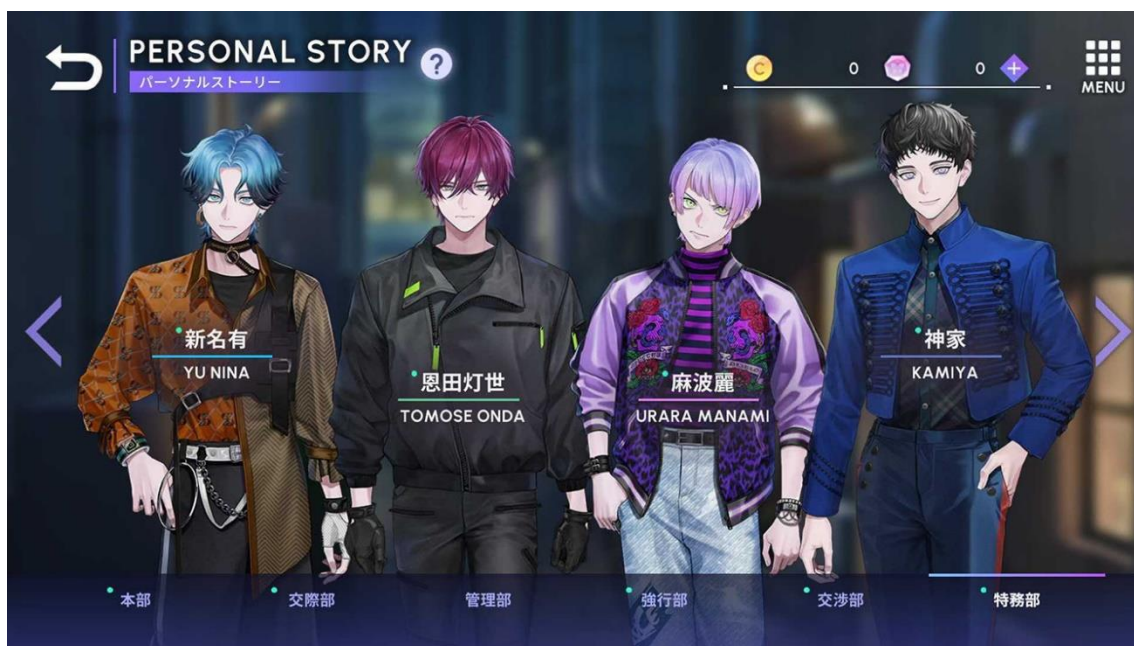 PERSONAL STORY ?
パーソナルストーリー
C 0 0 +
MENU
新名有
YU NINA
恩田灯世
TOMOSE ONDA
麻波麗
URARA MANAMI
神家
KAMIYA
本部 交際部 管理部 強行部 交渉部 特務部